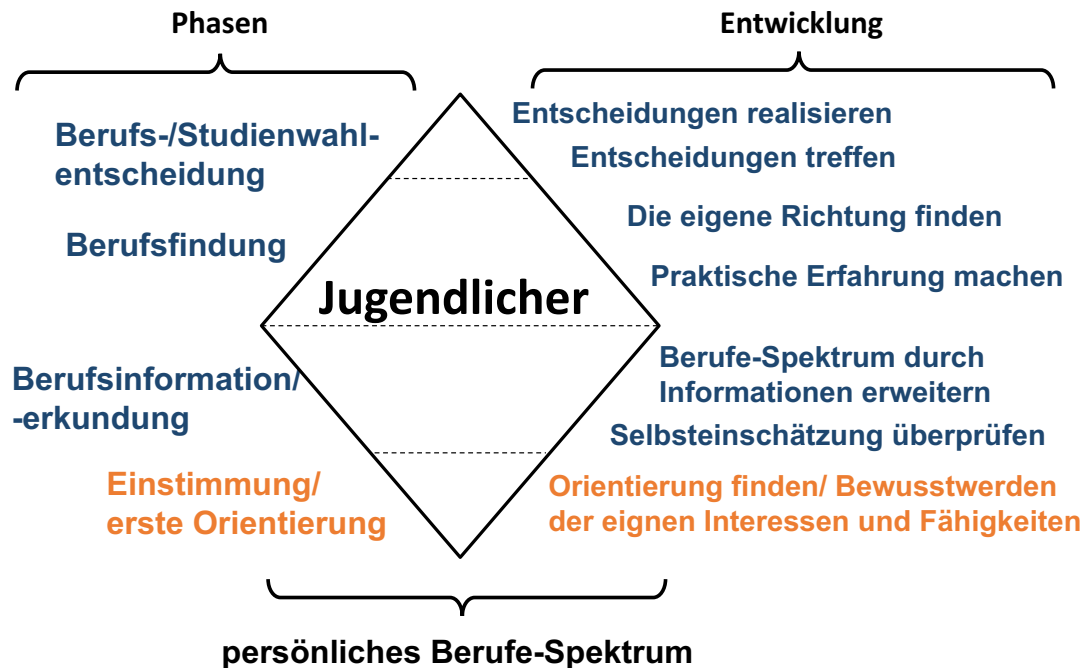 Phasen
Entwicklung
Berufs-/Studienwahl-
entscheidung
Berufsfindung
Berufsinformation/
-erkundung
Einstimmung/
erste Orientierung
Jugendlicher
Entscheidungen realisieren
Entscheidungen treffen
Die eigene Richtung finden
Praktische Erfahrung machen
Berufe-Spektrum durch
Informationen erweitern
Selbsteinschätzung überprüfen
Orientierung finden/ Bewusstwerden
der eignen Interessen und Fähigkeiten
persönliches Berufe-Spektrum